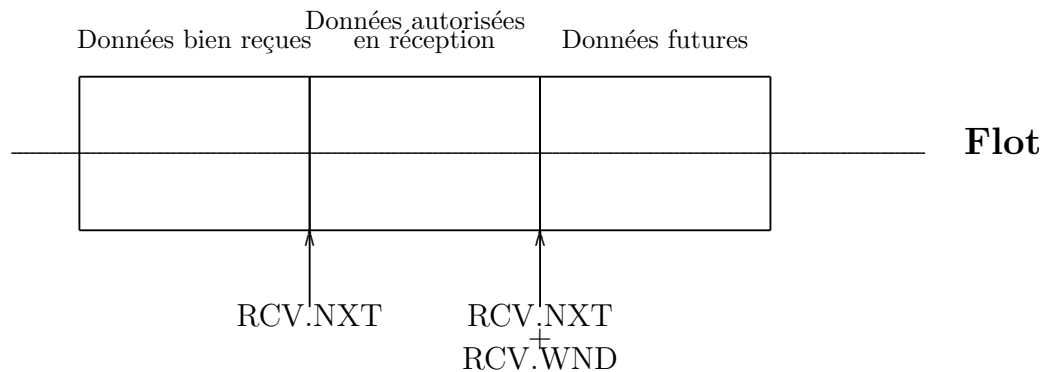 Données bien reçues
Données autorisées
en réception
Données futures
Flot
RCV.NXT
RCV.NXT
+
RCV.WND